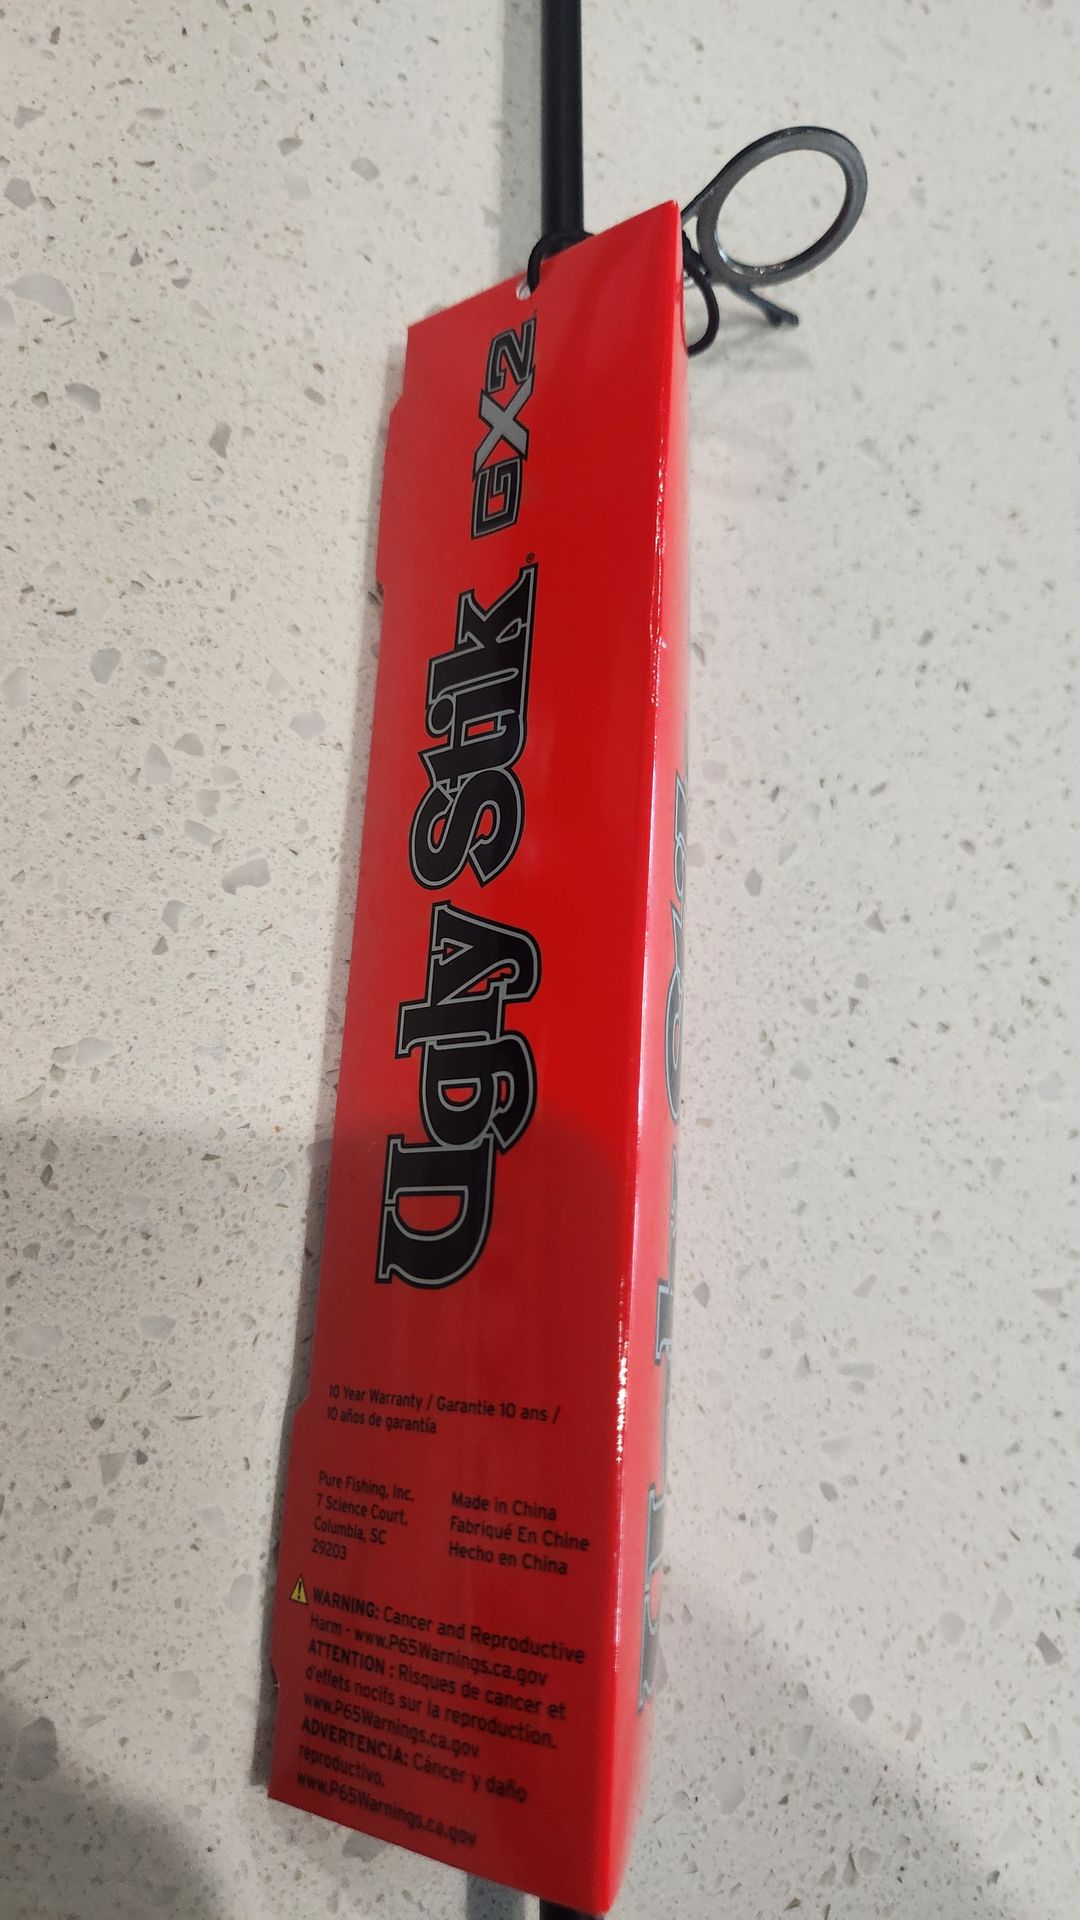 Ugly Stik® GX2™
10 Year Warranty / Garantie 10 ans /
10 años de garantía
Pure Fishing, Inc.
7 Science Court,
Columbia, SC
29203
Made in China
Fabriqué En Chine
Hecho en China
WARNING: Cancer and Reproductive
Harm - www.P65Warnings.ca.gov
ATTENTION : Risques de cancer et
d'effets nocifs sur la reproduction.
www.P65Warnings.ca.gov
ADVERTENCIA: Cáncer y daño
reproductivo.
www.P65Warnings.ca.gov